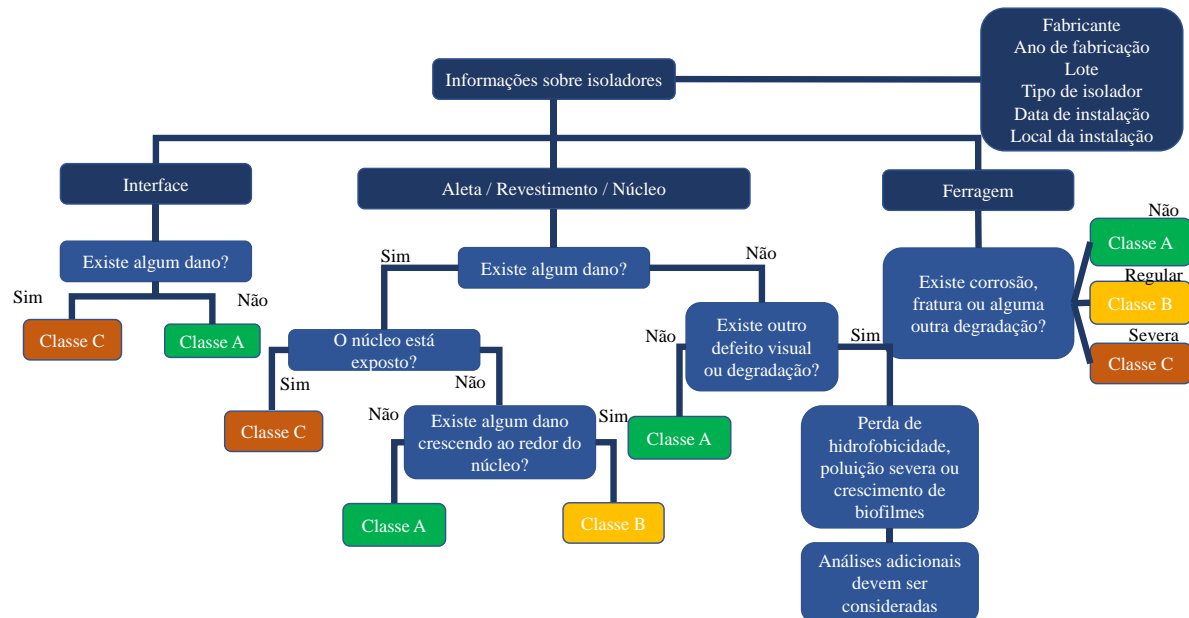 Fabricante
Ano de fabricação
Lote
Tipo de isolador
Data de instalação
Local da instalação
Informações sobre isoladores
Interface
Aleta / Revestimento / Núcleo
Ferragem
Existe algum dano?
Sim
Não
Classe C
Classe A
Sim
Existe algum dano?
Não
O núcleo está
exposto?
Sim
Não
Classe C
Não
Existe algum dano
crescendo ao redor do
núcleo?
Sim
Classe A
Classe B
Não
Existe outro
defeito visual
ou degradação?
Sim
Classe A
Perda de
hidrofobicidade,
poluição severa ou
crescimento de
biofilmes
Análises adicionais
devem ser
consideradas
Existe corrosão,
fratura ou alguma
outra degradação?
Não
Classe A
Regular
Classe B
Severa
Classe C